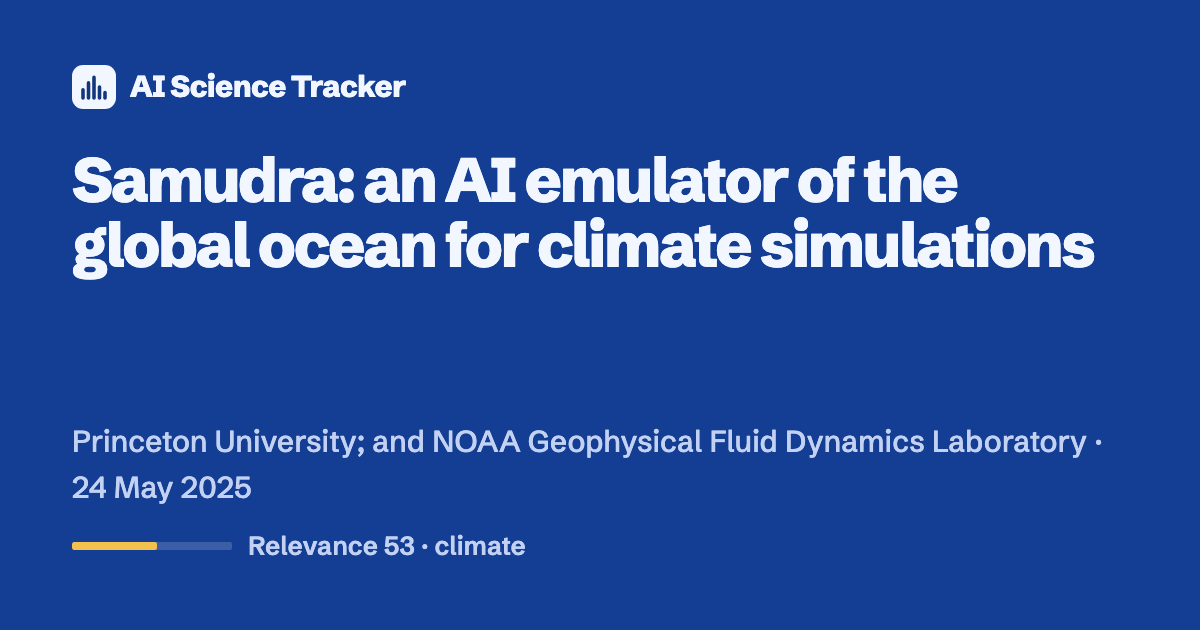 AI Science Tracker
Samudra: an AI emulator of the
global ocean for climate simulations
Princeton University; and NOAA Geophysical Fluid Dynamics Laboratory ·
24 May 2025
Relevance 53 · climate